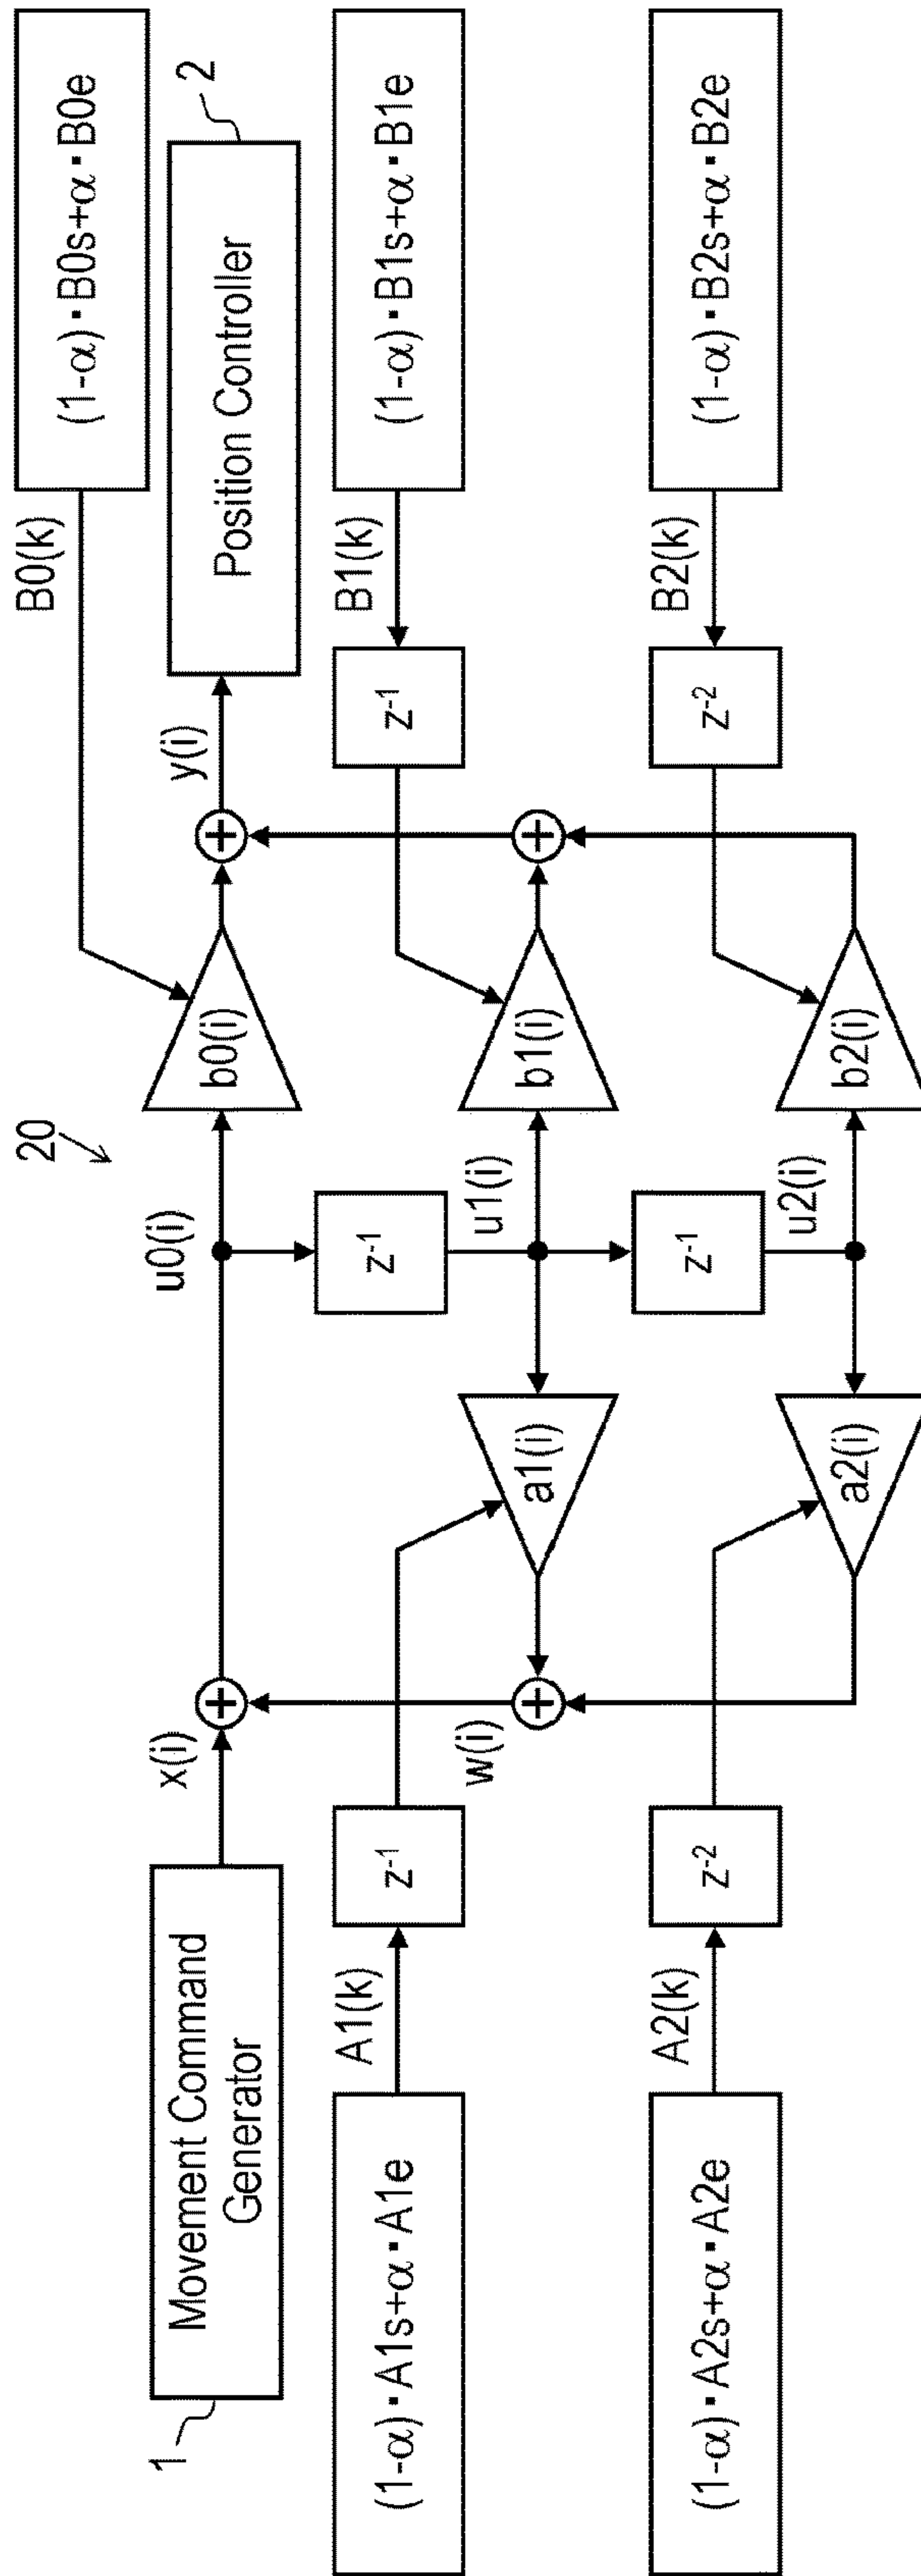 20
1
Movement Command
Generator
x(i)
u0(i)
b0(i)
y(i)
B0(k)
(1-α)·B0s+α·B0e
Position Controller
2
(1-α)·A1s+α·A1e
A1(k)
z-1
w(i)
a1(i)
z-1
u1(i)
b1(i)
z-1
B1(k)
(1-α)·B1s+α·B1e
(1-α)·A2s+α·A2e
A2(k)
z-2
a2(i)
z-1
u2(i)
b2(i)
z-2
B2(k)
(1-α)·B2s+α·B2e